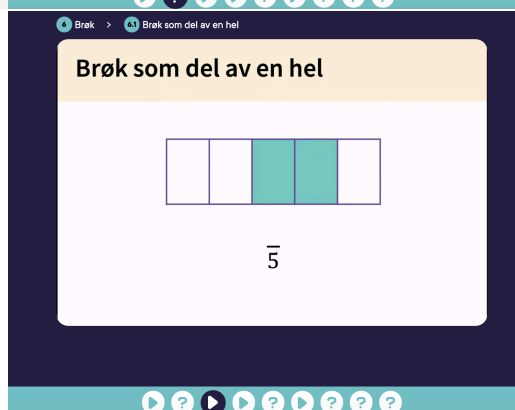 6 Brøk > 6.1 Brøk som del av en hel
Brøk som del av en hel
5
? ? ? ? ?